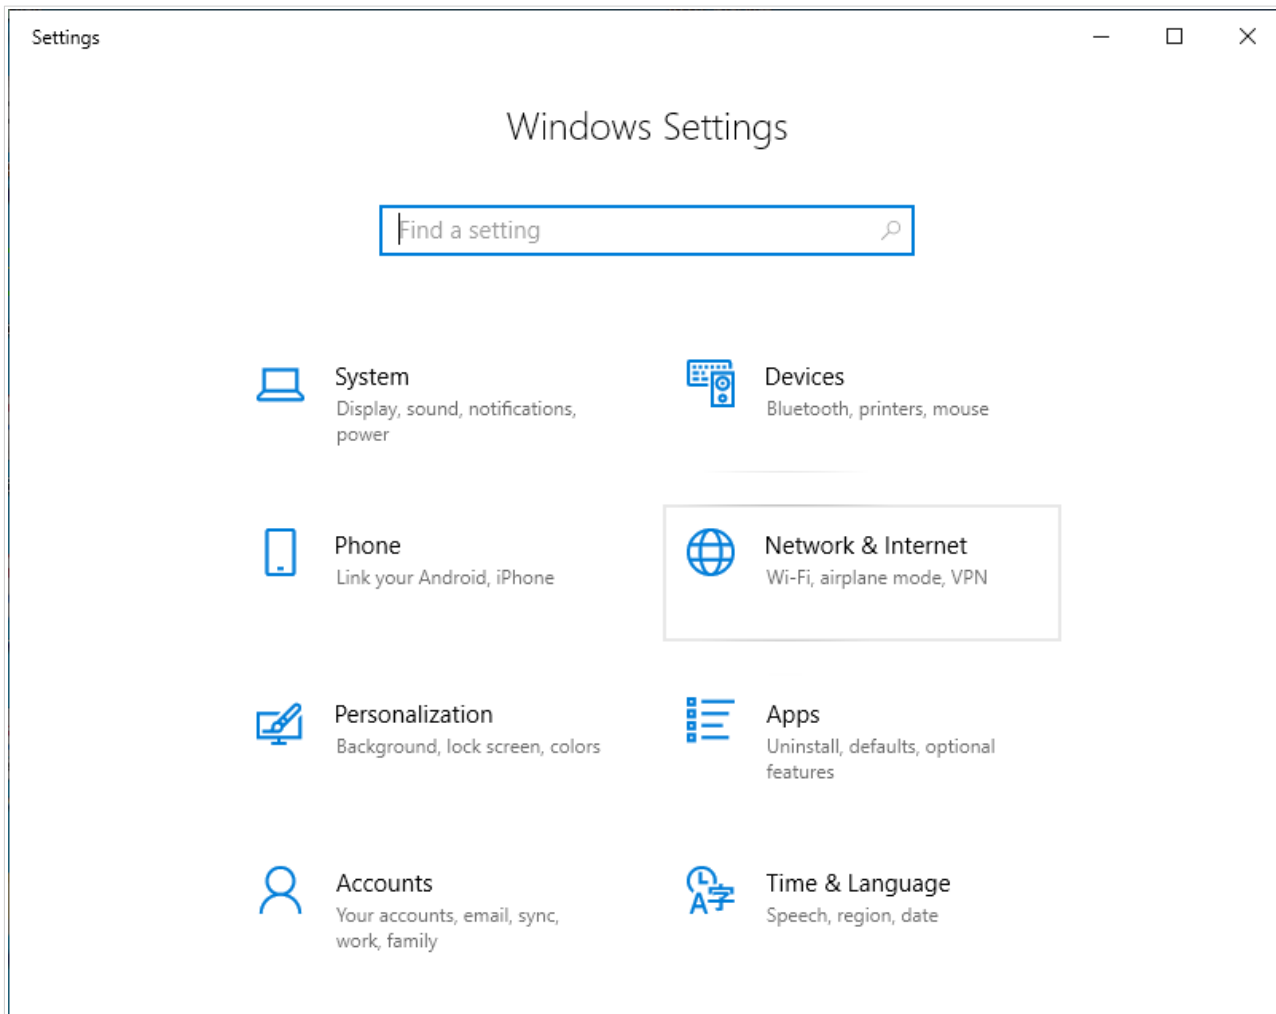 Settings
Windows Settings
Find a setting
System
Display, sound, notifications,
power
Devices
Bluetooth, printers, mouse
Phone
Link your Android, iPhone
Network & Internet
Wi-Fi, airplane mode, VPN
Personalization
Background, lock screen, colors
Apps
Uninstall, defaults, optional
features
Accounts
Your accounts, email, sync,
work, family
Time & Language
Speech, region, date